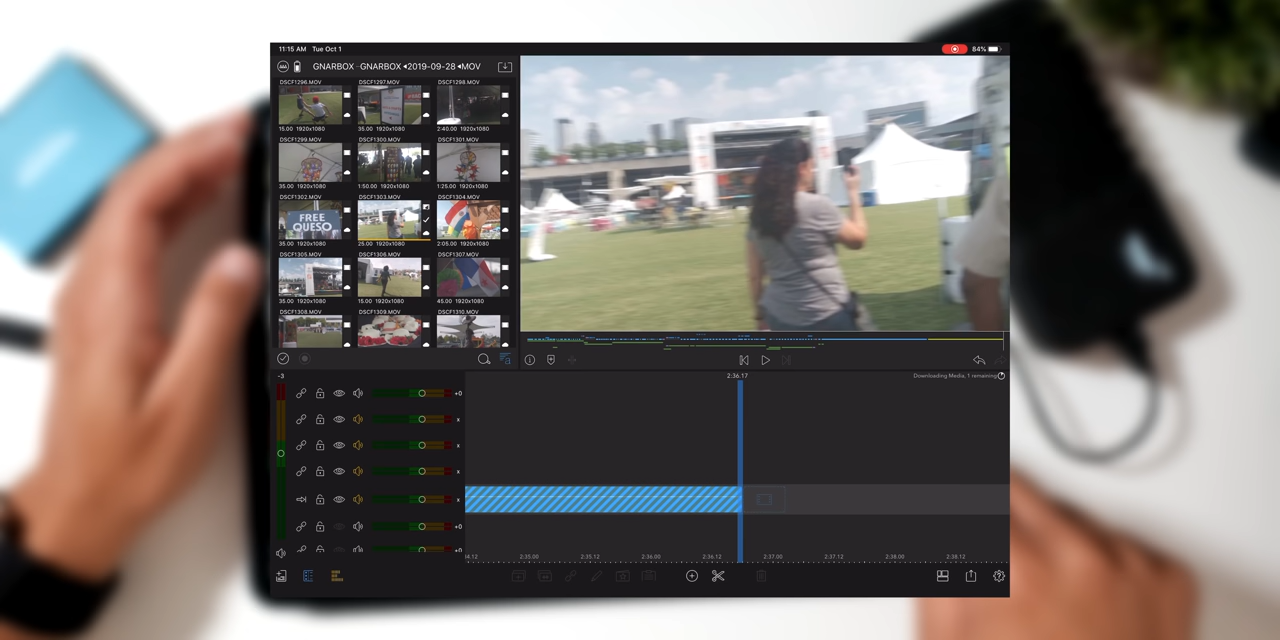 11:15 AM Tue Oct 1
84%
GNARBOX - GNARBOX ◂2019-09-28 ◂MOV
DSCF1296.MOV DSCF1297.MOV DSCF1298.MOV
15.00 1920x1080 35.00 1920x1080 2:40.00 1920x1080
DSCF1299.MOV DSCF1300.MOV DSCF1301.MOV
35.00 1920x1080 1:50.00 1920x1080 1:25.00 1920x1080
DSCF1302.MOV DSCF1303.MOV DSCF1304.MOV
FREE
QUESO
35.00 1920x1080 25.00 1920x1080 2:05.00 1920x1080
DSCF1305.MOV DSCF1306.MOV DSCF1307.MOV
35.00 1920x1080 15.00 1920x1080 45.00 1920x1080
DSCF1308.MOV DSCF1309.MOV DSCF1310.MOV
-3
2:36.17
Downloading Media, 1 remaining
+0
x
x
x
x
+0
+0
34.12 2:35.00 2:35.12 2:36.00 2:36.12 2:37.00 2:37.12 2:38.00 2:38.12